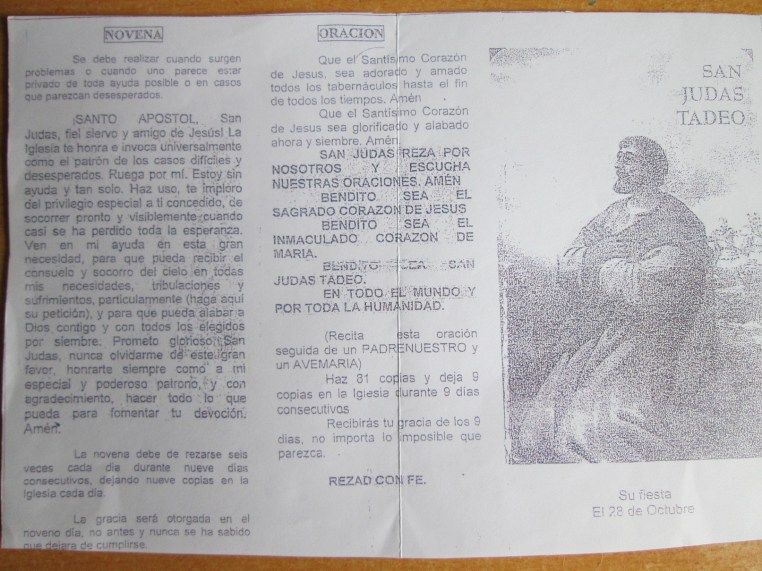 NOVENA
Se debe realizar cuando surgen
problemas o cuando uno parece estar
privado de toda ayuda posible o en casos
que parezcan desesperados.
SANTO APOSTOL, San
Judas, fiel siervo y amigo de Jesús! La
Iglesia te honra e invoca universalmente
como el patrón de los casos difíciles y
desesperados. Ruega por mí. Estoy sin
ayuda y tan solo. Haz uso, te imploro
del privilegio especial a ti concedido, de
socorrer pronto y visiblemente cuando
casi se ha perdido toda la esperanza.
Ven en mi ayuda en esta gran
necesidad, para que pueda recibir el
consuelo y socorro del cielo en todas
mis necesidades, tribulaciones y
sufrimientos, particularmente (haga aquí
su petición), y para que pueda alabar a
Dios contigo y con todos los elegidos
por siembre. Prometo glorioso San
Judas, nunca olvidarme de este gran
favor, honrarte siempre como a mi
especial y poderoso patrono, y con
agradecimiento, hacer todo lo que
pueda para fomentar tu devoción.
Amén.
La novena debe de rezarse seis
veces cada día durante nueve días
consecutivos, dejando nueve copias en la
Iglesia cada día.
La gracia será otorgada en el
noveno día, no antes y nunca se ha sabido
que dejara de cumplirse.
ORACION
Que el Santísimo Corazón
de Jesus, sea adorado y amado
todos los tabernáculos hasta el fin
de todos los tiempos. Amén
Que el Santísimo Corazón
de Jesus sea glorificado y alabado
ahora y siembre. Amén.
SAN JUDAS REZA POR
NOSOTROS Y ESCUCHA
NUESTRAS ORACIONES. AMÉN
BENDITO SEA EL
SAGRADO CORAZON DE JESUS
BENDITO SEA EL
INMACULADO CORAZON DE
MARIA.
BENDITO SEA SAN
JUDAS TADEO.
EN TODO EL MUNDO Y
POR TODA LA HUMANIDAD.
(Recita esta oración
seguida de un PADRENUESTRO y
un AVEMARIA)
Haz 81 copias y deja 9
copias en la Iglesia durante 9 días
consecutivos
Recibirás tu gracia de los 9
dias, no importa lo imposible que
parezca.
REZAD CON FE.
SAN
JUDAS
TADEO
Su fiesta
El 28 de Octubre